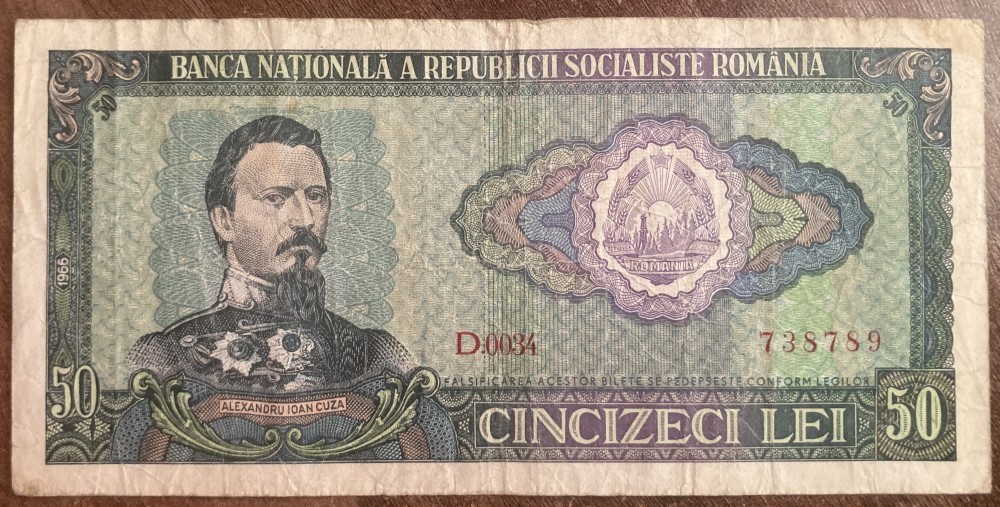 BANCA NAȚIONALĂ A REPUBLICII SOCIALISTE ROMÂNIA
50 50
1966
ROMANIA
D.0034 738789
FALSIFICAREA ACESTOR BILETE SE PEDEPSEȘTE CONFORM LEGILOR
50 ALEXANDRU IOAN CUZA CINCIZECI LEI 50